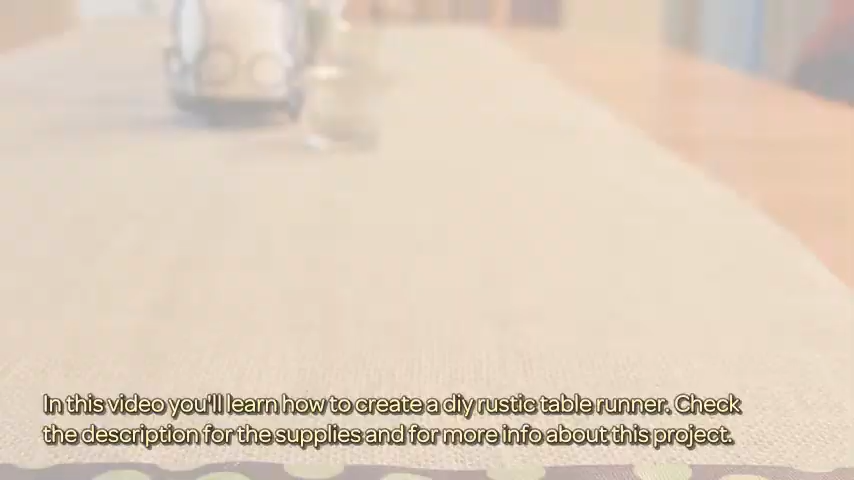 In this video you'll learn how to create a diy rustic table runner. Check
the description for the supplies and for more info about this project.